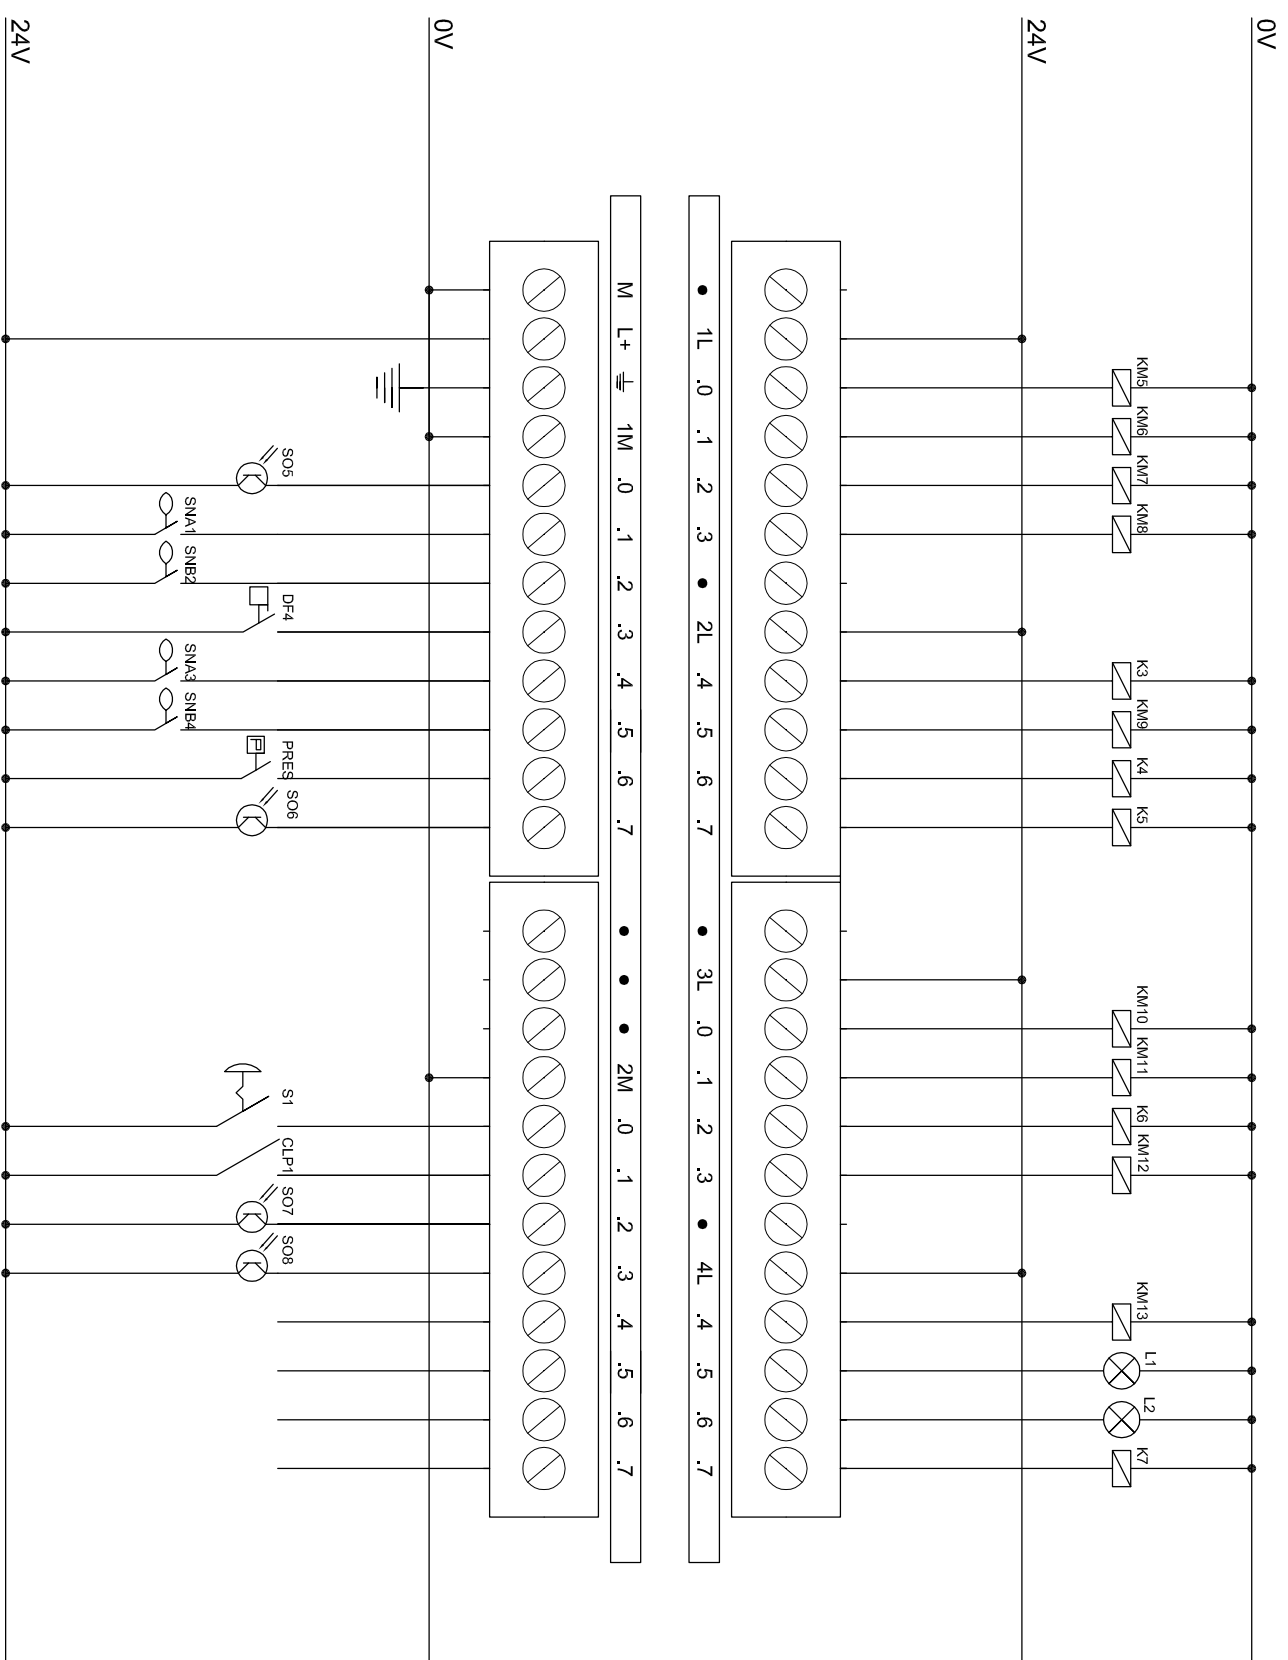 0V
24V
KM5 KM6 KM7 KM8 K3 KM9 K4 K5 KM10 KM11 K6 KM12 KM13 L1 L2 K7
1L .0 .1 .2 .3 2L .4 .5 .6 .7 3L .0 .1 .2 .3 4L .4 .5 .6 .7
M L+ 1M .0 .1 .2 .3 .4 .5 .6 .7 2M .0 .1 .2 .3 .4 .5 .6 .7
0V
SO5 DF4 PRES SO6 S1 CLP1 SO7 SO8
P
SNA1 SNB2 SNA3 SNB4
24V